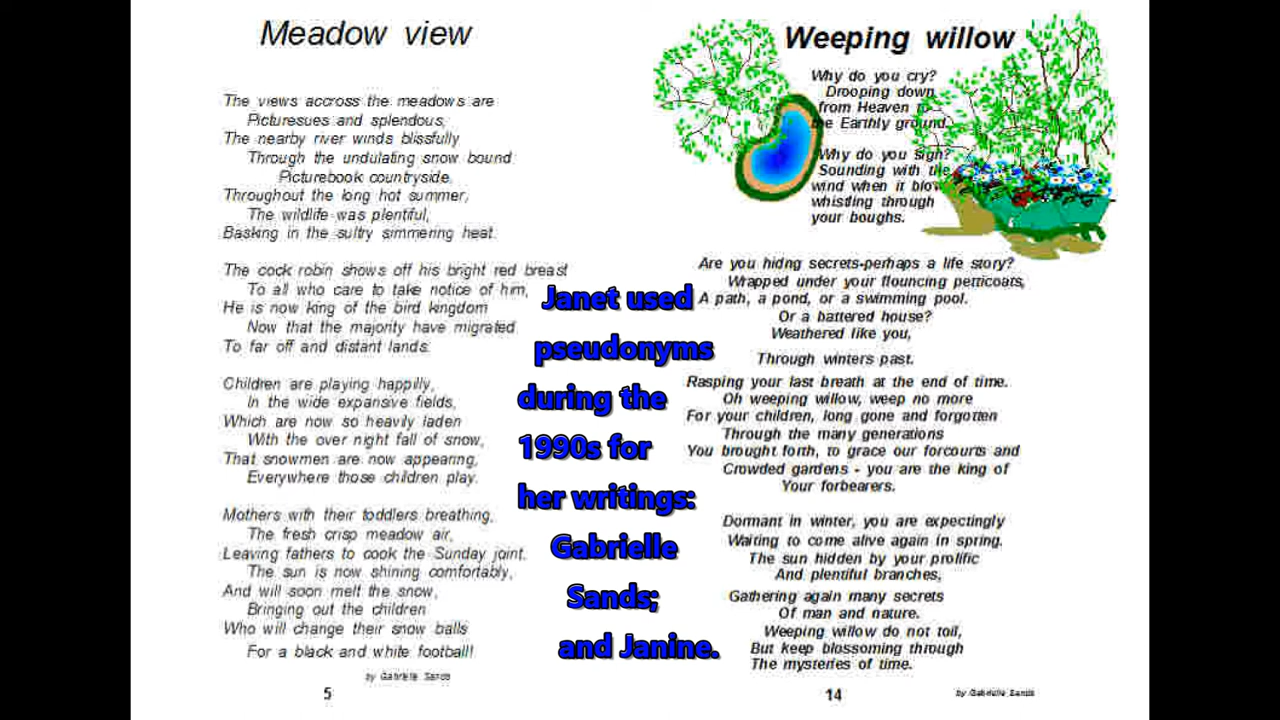 Meadow view
The views accross the meadows are
Picturesues and splendous,
The nearby river winds blissfully
Through the undulating snow bound
Picturebook countryside.
Throughout the long hot summer,
The wildlife was plentiful,
Basking in the sultry simmering heat.
The cock robin shows off his bright red breast
To all who care to take notice of him,
He is now king of the bird kingdom
Now that the majority have migrated
To far off and distant lands.
Children are playing happilly,
In the wide expansive fields,
Which are now so heavily laden
With the over night fall of snow,
That snowmen are now appearing,
Everywhere those children play.
Mothers with their toddlers breathing,
The fresh crisp meadow air,
Leaving fathers to cook the Sunday joint.
The sun is now shining comfortably,
And will soon melt the snow,
Bringing out the children
Who will change their snow balls
For a black and white football!
by Gabrielle Sands
5
Janet used
pseudonyms
during the
1990s for
her writings:
Gabrielle
Sands;
and Janine.
Weeping willow
Why do you cry?
Drooping down
from Heaven
the Earthly ground.
Why do you sigh?
Sounding with the
wind when it blows
whistling through
your boughs.
Are you hidng secrets-perhaps a life story?
Wrapped under your flouncing petticoats,
A path, a pond, or a swimming pool.
Or a battered house?
Weathered like you,
Through winters past.
Rasping your last breath at the end of time.
Oh weeping willow, weep no more
For your children, long gone and forgotten
Through the many generations
You brought forth, to grace our forcourts and
Crowded gardens - you are the king of
Your forbearers.
Dormant in winter, you are expectingly
Waiting to come alive again in spring.
The sun hidden by your prolific
And plentiful branches,
Gathering again many secrets
Of man and nature.
Weeping willow do not toil,
But keep blossoming through
The mysteries of time.
14
by Gabrielle Sands